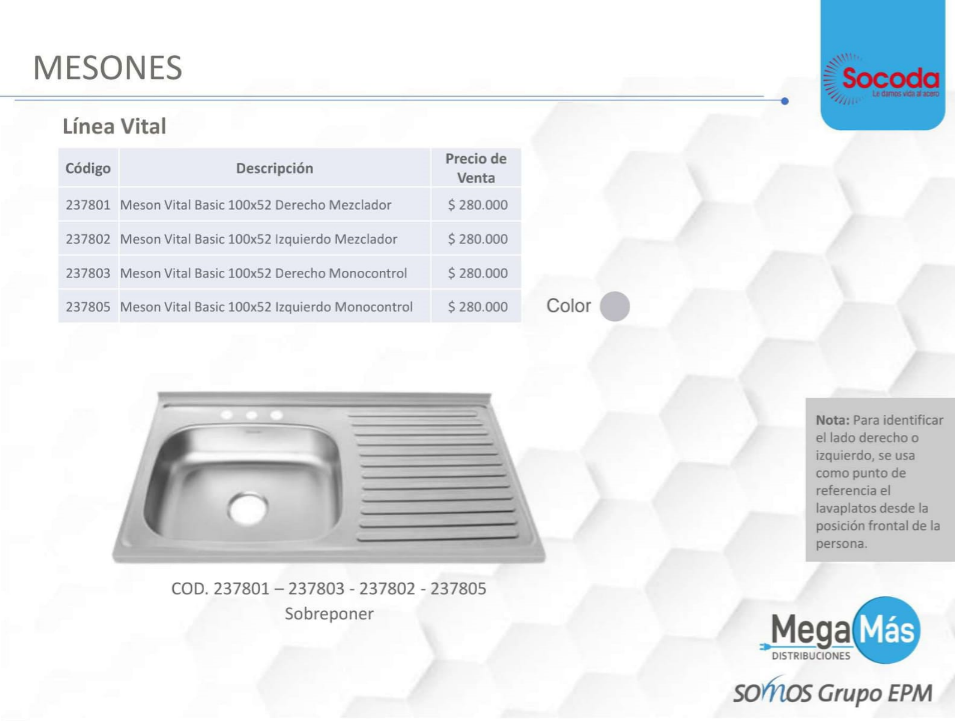 MESONES
Socoda
Le damos vida al acero
Línea Vital
Código Descripción Precio de Venta
237801 Meson Vital Basic 100x52 Derecho Mezclador $ 280.000
237802 Meson Vital Basic 100x52 Izquierdo Mezclador $ 280.000
237803 Meson Vital Basic 100x52 Derecho Monocontrol $ 280.000
237805 Meson Vital Basic 100x52 Izquierdo Monocontrol $ 280.000
Color
Nota: Para identificar
el lado derecho o
izquierdo, se usa
como punto de
referencia el
lavaplatos desde la
posición frontal de la
persona.
COD. 237801 – 237803 - 237802 - 237805
Sobreponer
MegaMás
DISTRIBUCIONES
SOMOS Grupo EPM